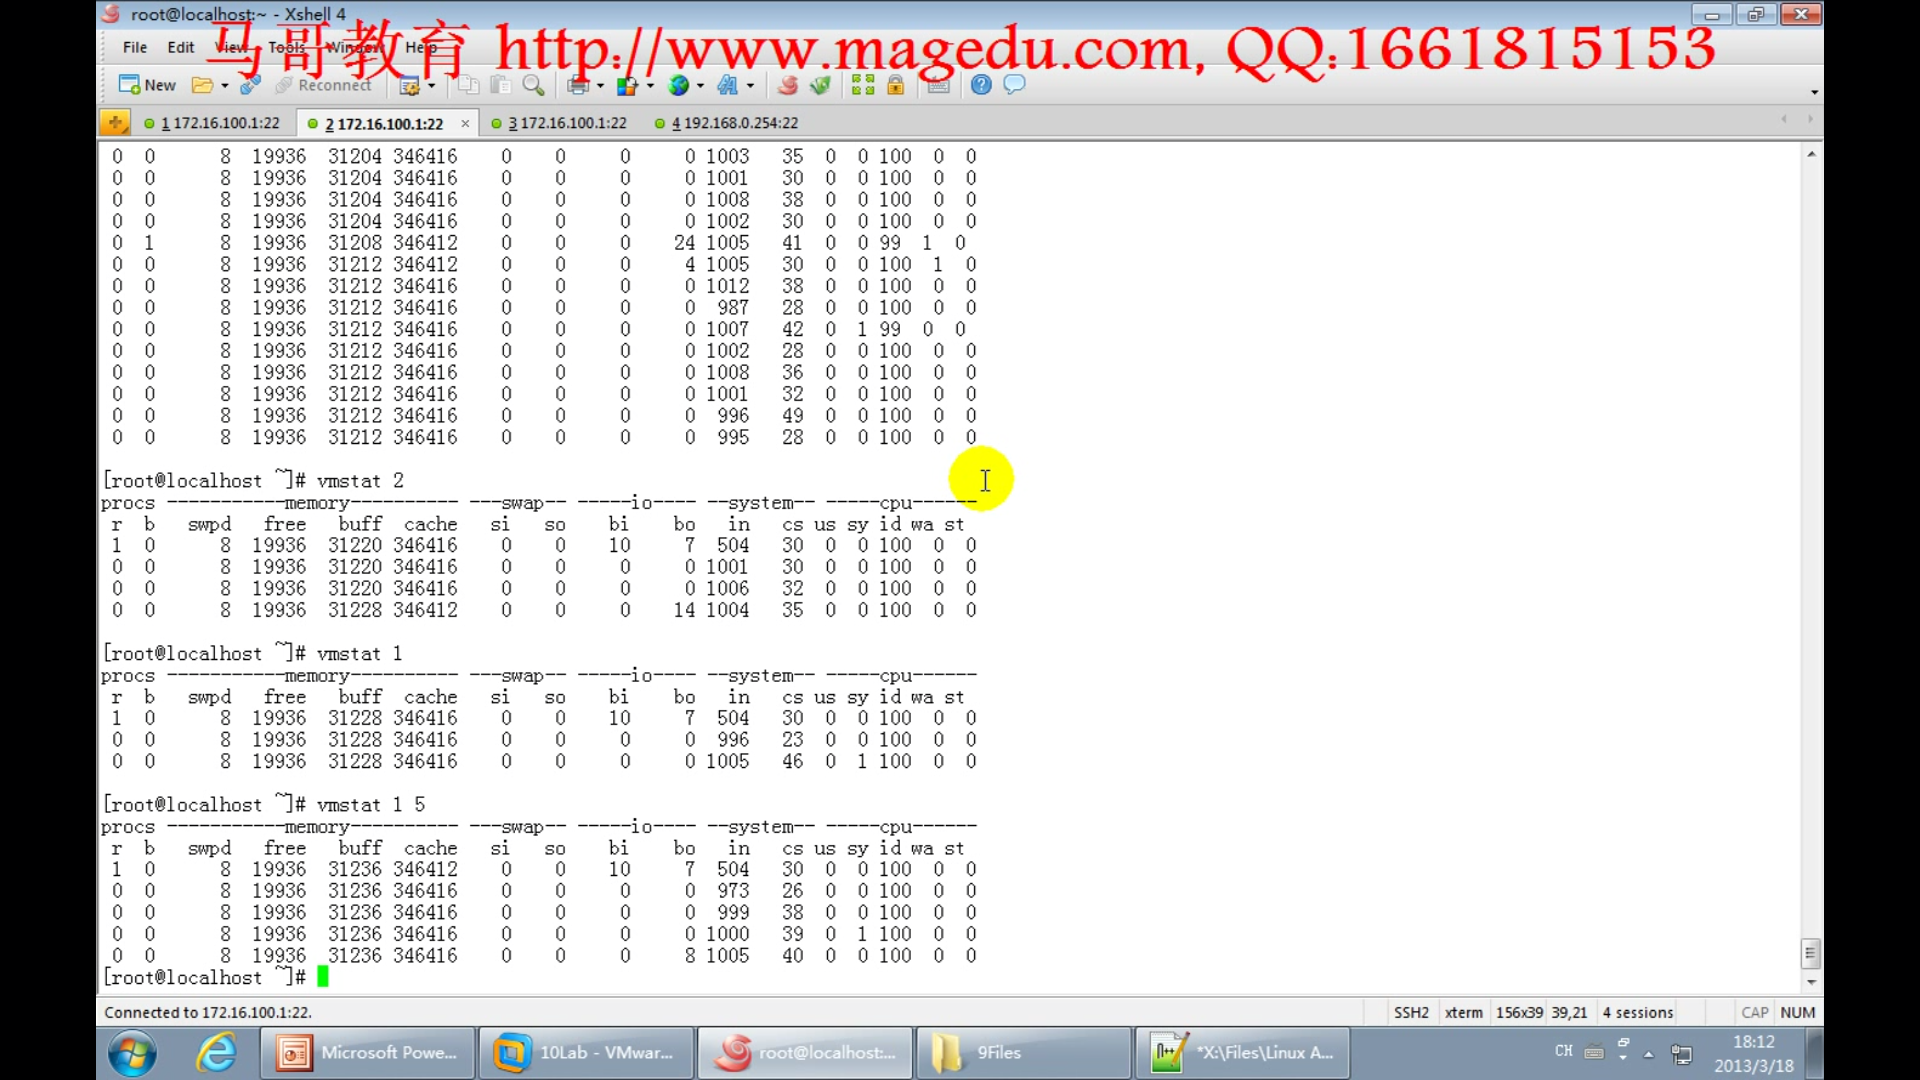 root@localhost:~ - Xshell 4
马哥教育 http://www.magedu.com, QQ:1661815153
File Edit View Tools Window Help
New Reconnect
1 172.16.100.1:22 2 172.16.100.1:22 × 3 172.16.100.1:22 4 192.168.0.254:22
0 0 8 19936 31204 346416 0 0 0 0 1003 35 0 0 100 0 0
0 0 8 19936 31204 346416 0 0 0 0 1001 30 0 0 100 0 0
0 0 8 19936 31204 346416 0 0 0 0 1008 38 0 0 100 0 0
0 0 8 19936 31204 346416 0 0 0 0 1002 30 0 0 100 0 0
0 1 8 19936 31208 346412 0 0 0 24 1005 41 0 0 99 1 0
0 0 8 19936 31212 346412 0 0 0 4 1005 30 0 0 100 1 0
0 0 8 19936 31212 346416 0 0 0 0 1012 38 0 0 100 0 0
0 0 8 19936 31212 346416 0 0 0 0 987 28 0 0 100 0 0
0 0 8 19936 31212 346416 0 0 0 0 1007 42 0 1 99 0 0
0 0 8 19936 31212 346416 0 0 0 0 1002 28 0 0 100 0 0
0 0 8 19936 31212 346416 0 0 0 0 1008 36 0 0 100 0 0
0 0 8 19936 31212 346416 0 0 0 0 1001 32 0 0 100 0 0
0 0 8 19936 31212 346416 0 0 0 0 996 49 0 0 100 0 0
0 0 8 19936 31212 346416 0 0 0 0 995 28 0 0 100 0 0
[root@localhost ~]# vmstat 2
procs -----------memory---------- ---swap-- -----io---- --system-- -----cpu------
r b swpd free buff cache si so bi bo in cs us sy id wa st
1 0 8 19936 31220 346416 0 0 10 7 504 30 0 0 100 0 0
0 0 8 19936 31220 346416 0 0 0 0 1001 30 0 0 100 0 0
0 0 8 19936 31220 346416 0 0 0 0 1006 32 0 0 100 0 0
0 0 8 19936 31228 346412 0 0 0 14 1004 35 0 0 100 0 0
[root@localhost ~]# vmstat 1
procs -----------memory---------- ---swap-- -----io---- --system-- -----cpu------
r b swpd free buff cache si so bi bo in cs us sy id wa st
1 0 8 19936 31228 346416 0 0 10 7 504 30 0 0 100 0 0
0 0 8 19936 31228 346416 0 0 0 0 996 23 0 0 100 0 0
0 0 8 19936 31228 346416 0 0 0 0 1005 46 0 1 100 0 0
[root@localhost ~]# vmstat 1 5
procs -----------memory---------- ---swap-- -----io---- --system-- -----cpu------
r b swpd free buff cache si so bi bo in cs us sy id wa st
1 0 8 19936 31236 346412 0 0 10 7 504 30 0 0 100 0 0
0 0 8 19936 31236 346416 0 0 0 0 973 26 0 0 100 0 0
0 0 8 19936 31236 346416 0 0 0 0 999 38 0 0 100 0 0
0 0 8 19936 31236 346416 0 0 0 0 1000 39 0 1 100 0 0
0 0 8 19936 31236 346416 0 0 0 8 1005 40 0 0 100 0 0
[root@localhost ~]#
Connected to 172.16.100.1:22. SSH2 xterm 156x39 39,21 4 sessions CAP NUM
Microsoft Powe... 10Lab - VMwar... root@localhost:... 9Files *X:\Files\Linux A... CH 18:12
2013/3/18